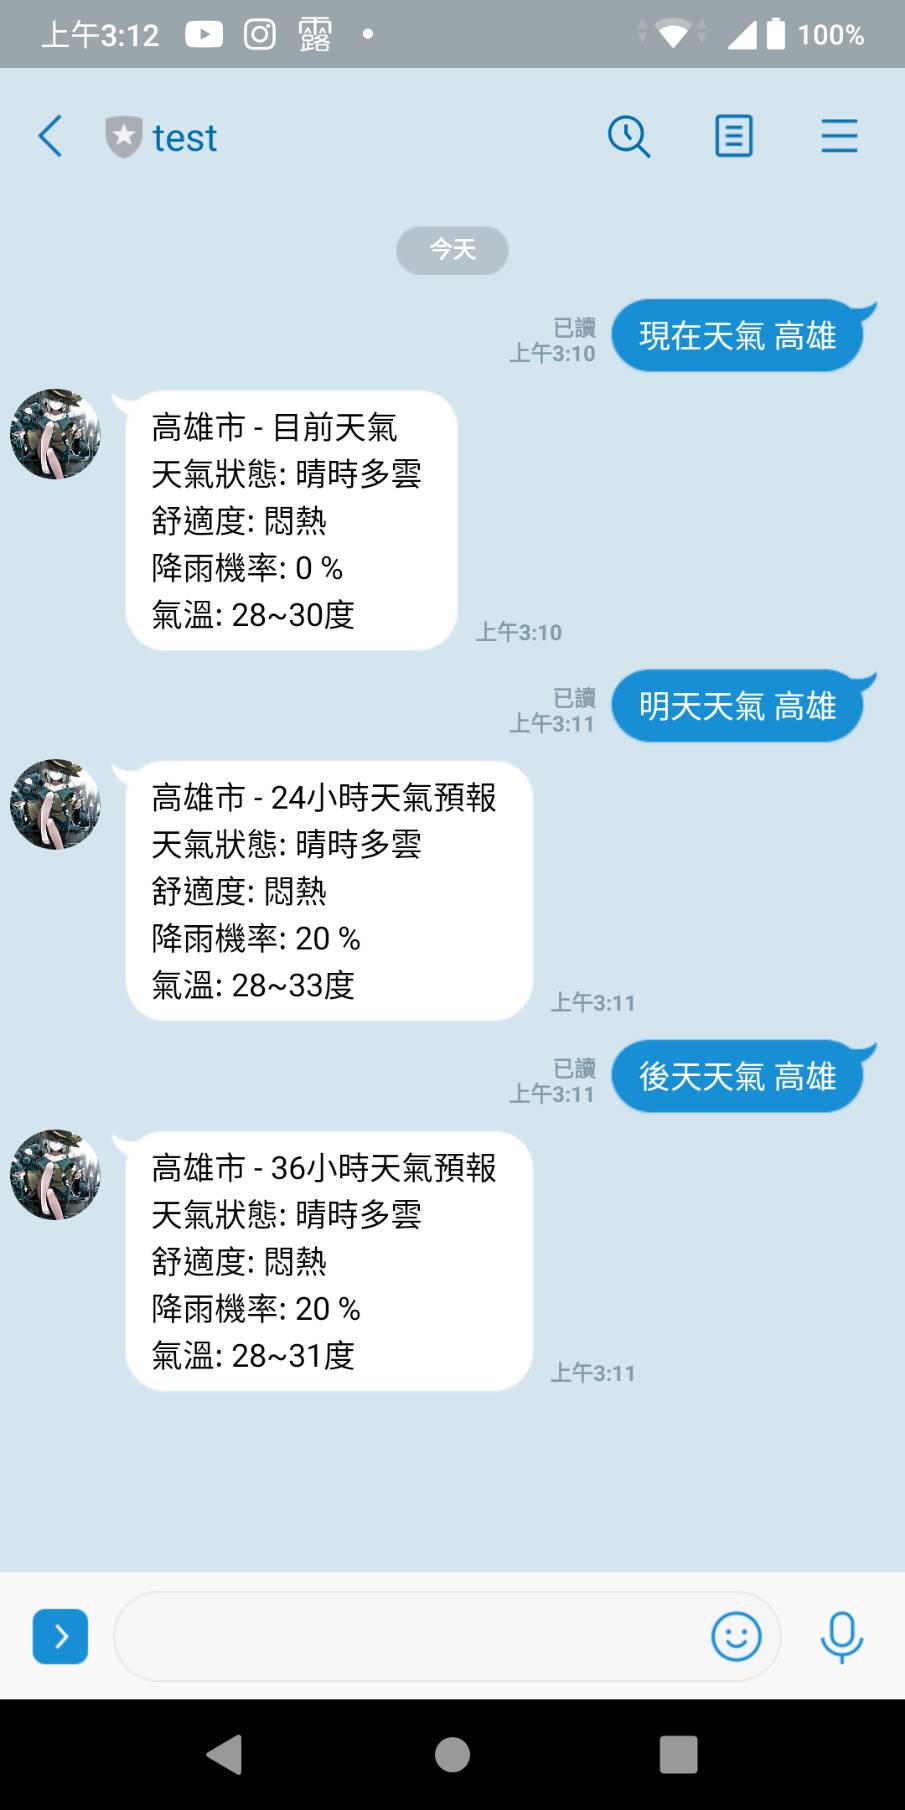 上午3:12 露 100%
test
今天
已讀
上午3:10
現在天氣 高雄
高雄市 - 目前天氣
天氣狀態: 晴時多雲
舒適度: 悶熱
降雨機率: 0 %
氣溫: 28~30度
上午3:10
已讀
上午3:11
明天天氣 高雄
高雄市 - 24小時天氣預報
天氣狀態: 晴時多雲
舒適度: 悶熱
降雨機率: 20 %
氣溫: 28~33度
上午3:11
已讀
上午3:11
後天天氣 高雄
高雄市 - 36小時天氣預報
天氣狀態: 晴時多雲
舒適度: 悶熱
降雨機率: 20 %
氣溫: 28~31度
上午3:11